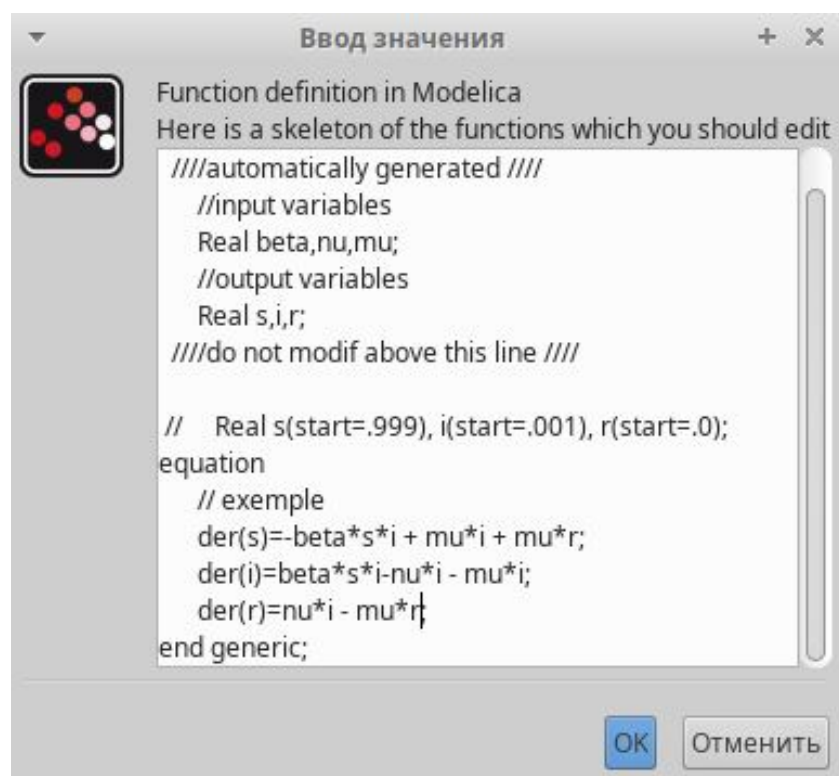 Ввод значения
Function definition in Modelica
Here is a skeleton of the functions which you should edit
////automatically generated ////
//input variables
Real beta,nu,mu;
//output variables
Real s,i,r;
////do not modif above this line ////
// Real s(start=.999), i(start=.001), r(start=.0);
equation
// exemple
der(s)=-beta*s*i + mu*i + mu*r;
der(i)=beta*s*i-nu*i - mu*i;
der(r)=nu*i - mu*r;
end generic;
OK Отменить